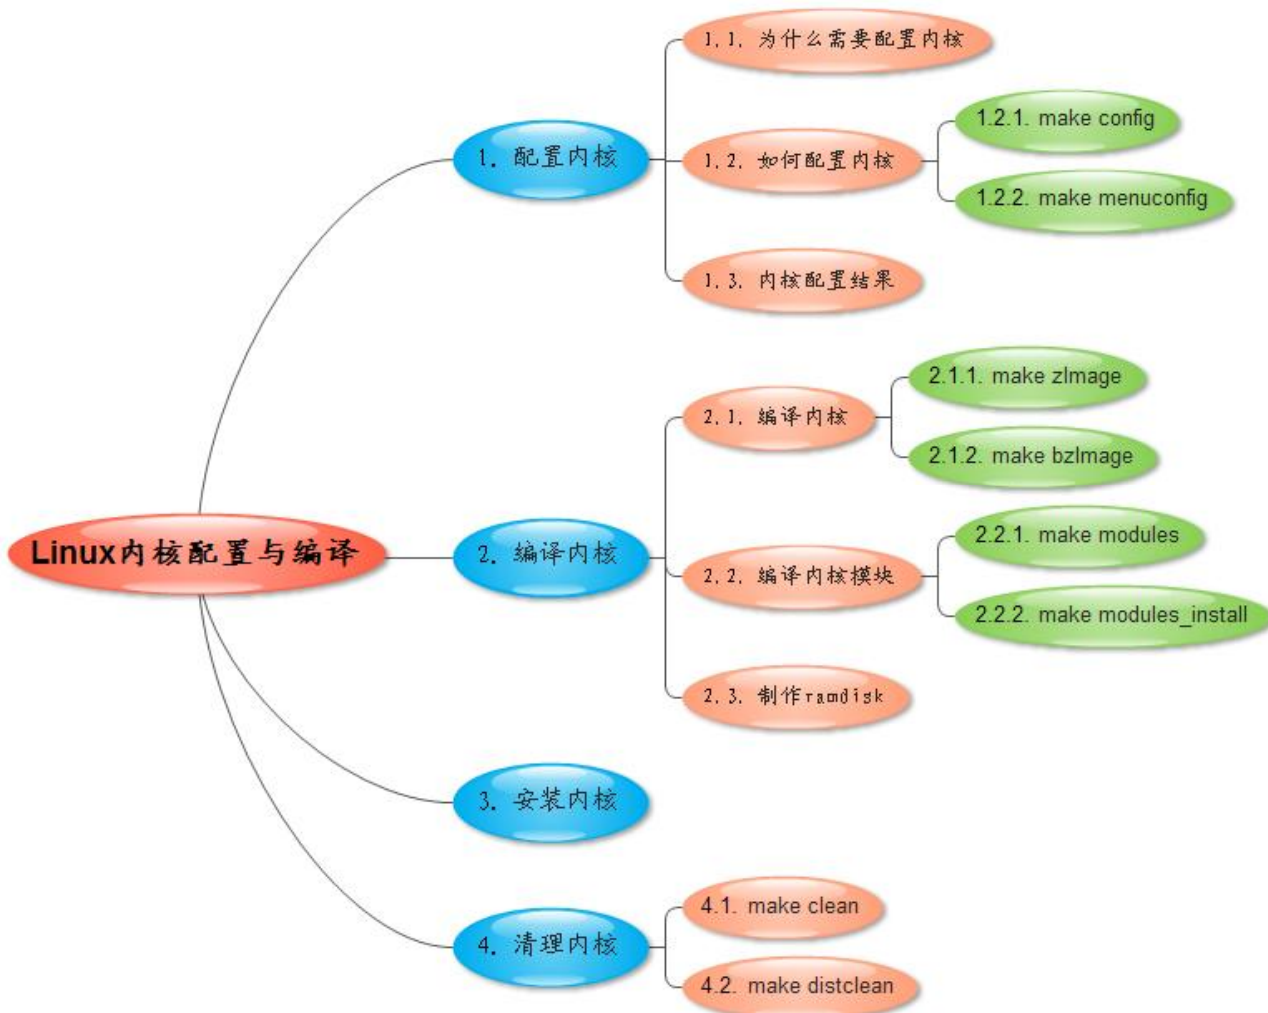 Linux内核配置与编译
1. 配置内核
1.1. 为什么需要配置内核
1.2. 如何配置内核
1.2.1. make config
1.2.2. make menuconfig
1.3. 内核配置结果
2. 编译内核
2.1. 编译内核
2.1.1. make zImage
2.1.2. make bzImage
2.2. 编译内核模块
2.2.1. make modules
2.2.2. make modules_install
2.3. 制作ramdisk
3. 安装内核
4. 清理内核
4.1. make clean
4.2. make distclean